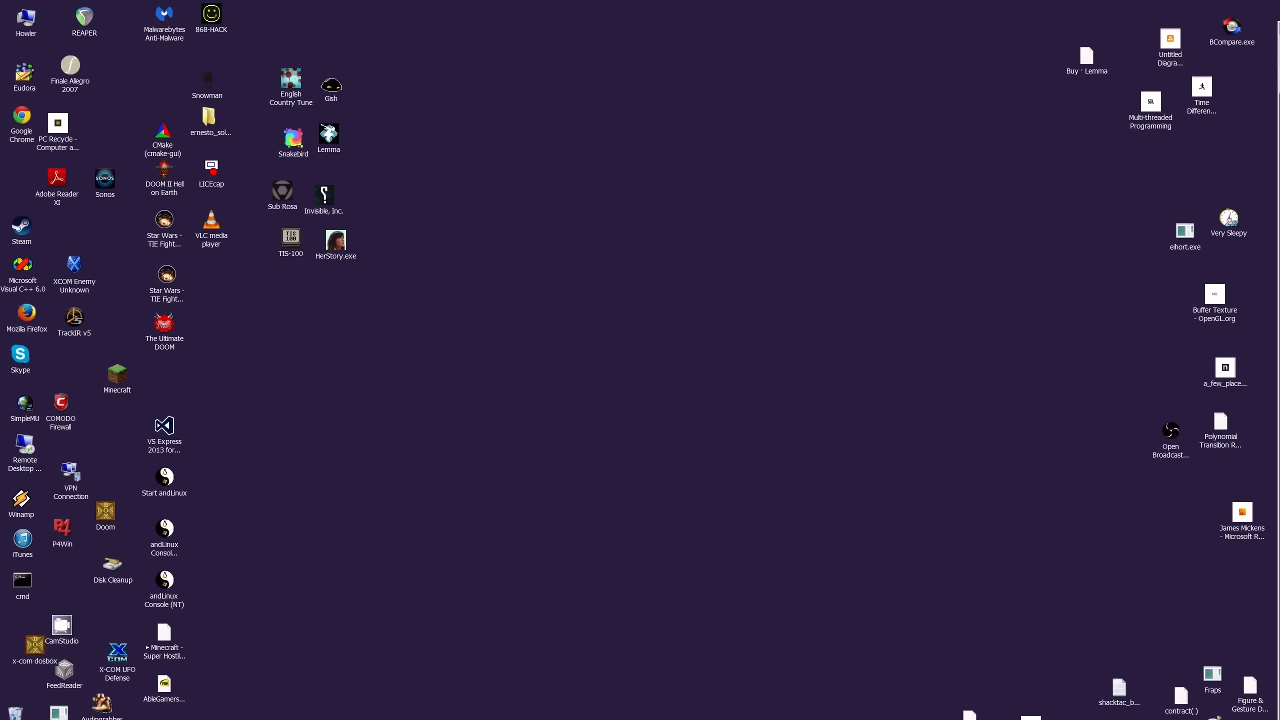 Howler
REAPER
Malwarebytes
Anti-Malware
868-HACK
Eudora
Finale Allegro
2007
Snowman
English
Country Tune
Gish
Google
Chrome
PC Recycle -
Computer a...
CMake
(cmake-gui)
ernesto_soi...
Snakebird
Lemma
Adobe Reader
XI
Sonos
DOOM II Hell
on Earth
LICEcap
Sub Rosa
Invisible, Inc.
Steam
Star Wars -
TIE Fight...
VLC media
player
TIS-100
HerStory.exe
Microsoft
Visual C++ 6.0
XCOM Enemy
Unknown
Star Wars -
TIE Fight...
Mozilla Firefox
TrackIR v5
The Ultimate
DOOM
Skype
Minecraft
SimpleMU
COMODO
Firewall
VS Express
2013 for...
Remote
Desktop ...
VPN
Connection
Start andLinux
Winamp
P4Win
DOS
Doom
andLinux
Consol...
iTunes
Disk Cleanup
cmd
andLinux
Console (NT)
CamStudio
DOS
x-com dosbox
X-COM UFO
Defense
Minecraft -
Super Hostil...
FeedReader
AbleGamers...
Audiograbber
Buy · Lemma
Untitled
Diagra...
BCompare.exe
Multi-threaded
Programming
Time
Differen...
eihort.exe
Very Sleepy
Buffer Texture
- OpenGL.org
a_few_place...
Open
Broadcast...
Polynomial
Transition R...
James Mickens
- Microsoft R...
shacktac_b...
contract( )
Fraps
Figure &
Gesture D...